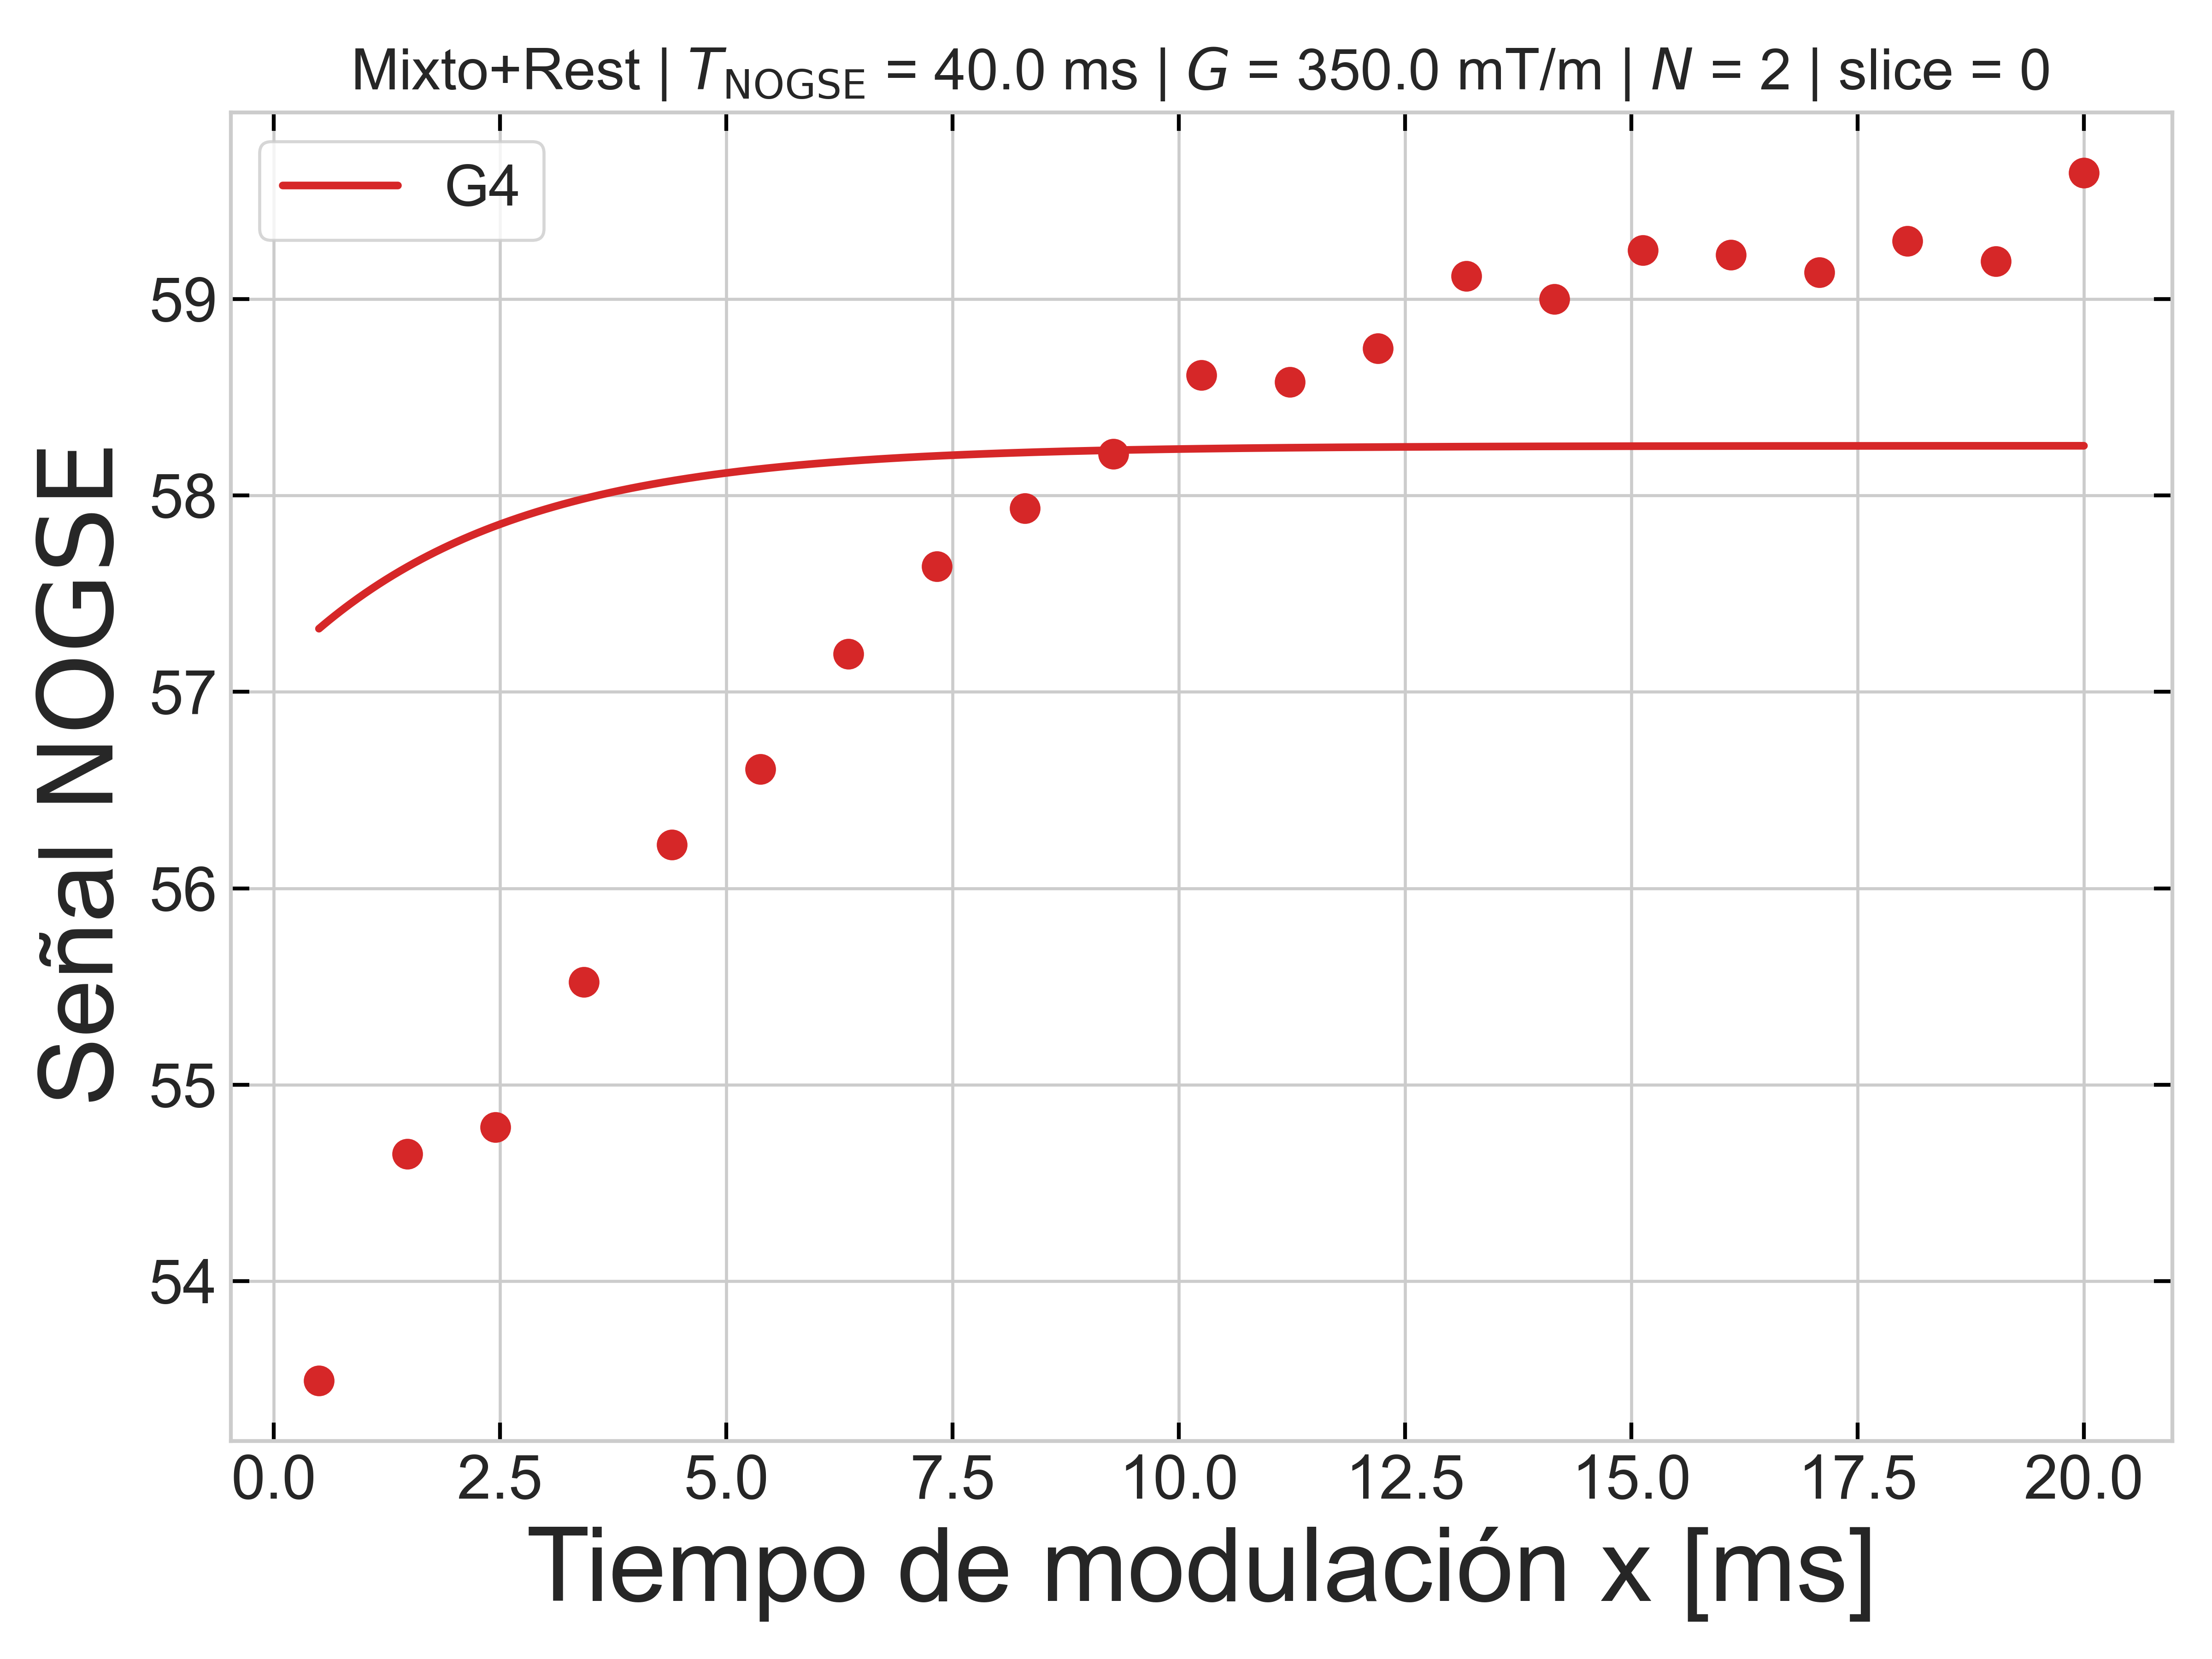 Mixto+Rest | T_NOGSE = 40.0 ms | G = 350.0 mT/m | N = 2 | slice = 0
G4
Señal NOGSE
59
58
57
56
55
54
0.0 2.5 5.0 7.5 10.0 12.5 15.0 17.5 20.0
Tiempo de modulación x [ms]